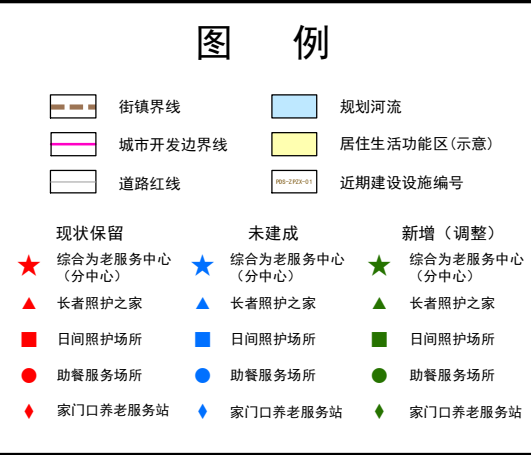 图 例
街镇界线 规划河流
城市开发边界线 居住生活功能区(示意)
道路红线 PDB-ZPZX-01 近期建设设施编号
现状保留 未建成 新增（调整）
综合为老服务中心 综合为老服务中心 综合为老服务中心
（分中心） （分中心） （分中心）
长者照护之家 长者照护之家 长者照护之家
日间照护场所 日间照护场所 日间照护场所
助餐服务场所 助餐服务场所 助餐服务场所
家门口养老服务站 家门口养老服务站 家门口养老服务站